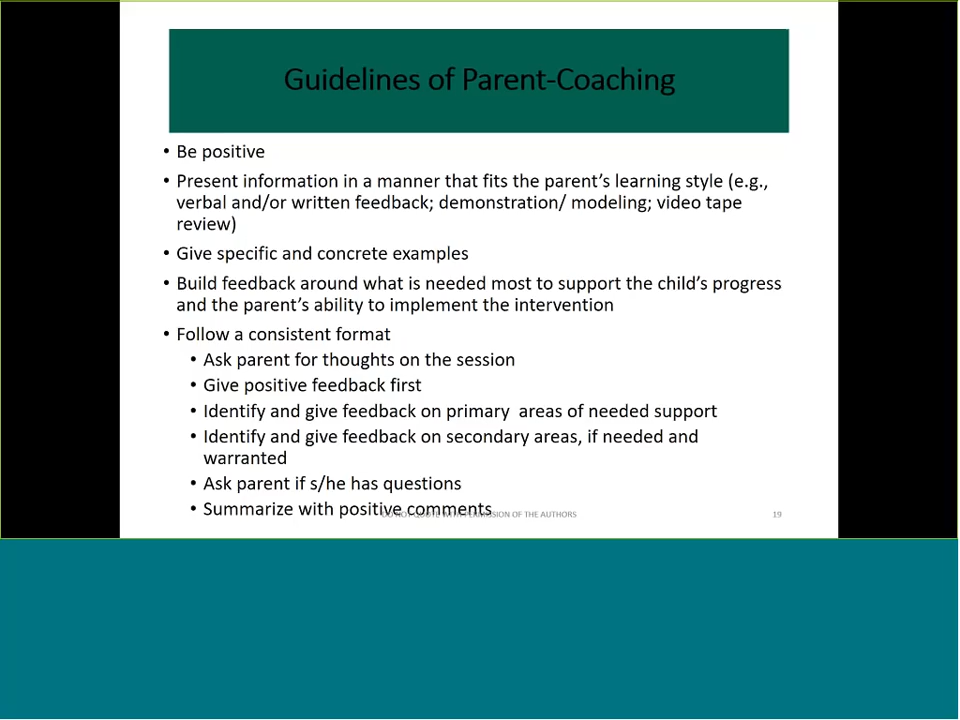 Guidelines of Parent-Coaching
• Be positive
• Present information in a manner that fits the parent's learning style (e.g.,
verbal and/or written feedback; demonstration/ modeling; video tape
review)
• Give specific and concrete examples
• Build feedback around what is needed most to support the child's progress
and the parent's ability to implement the intervention
• Follow a consistent format
• Ask parent for thoughts on the session
• Give positive feedback first
• Identify and give feedback on primary  areas of needed support
• Identify and give feedback on secondary areas, if needed and
warranted
• Ask parent if s/he has questions
• Summarize with positive comments
OF THE AUTHORS
19